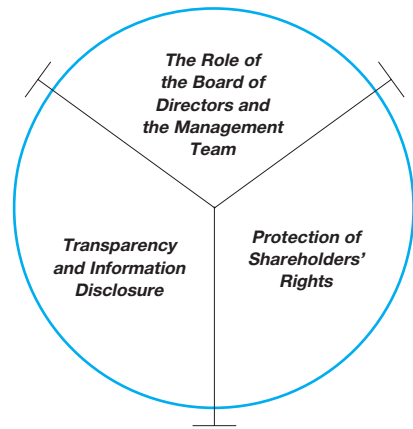 The Role of
the Board of
Directors and
the Management
Team
Transparency
and Information
Disclosure
Protection of
Shareholders’
Rights